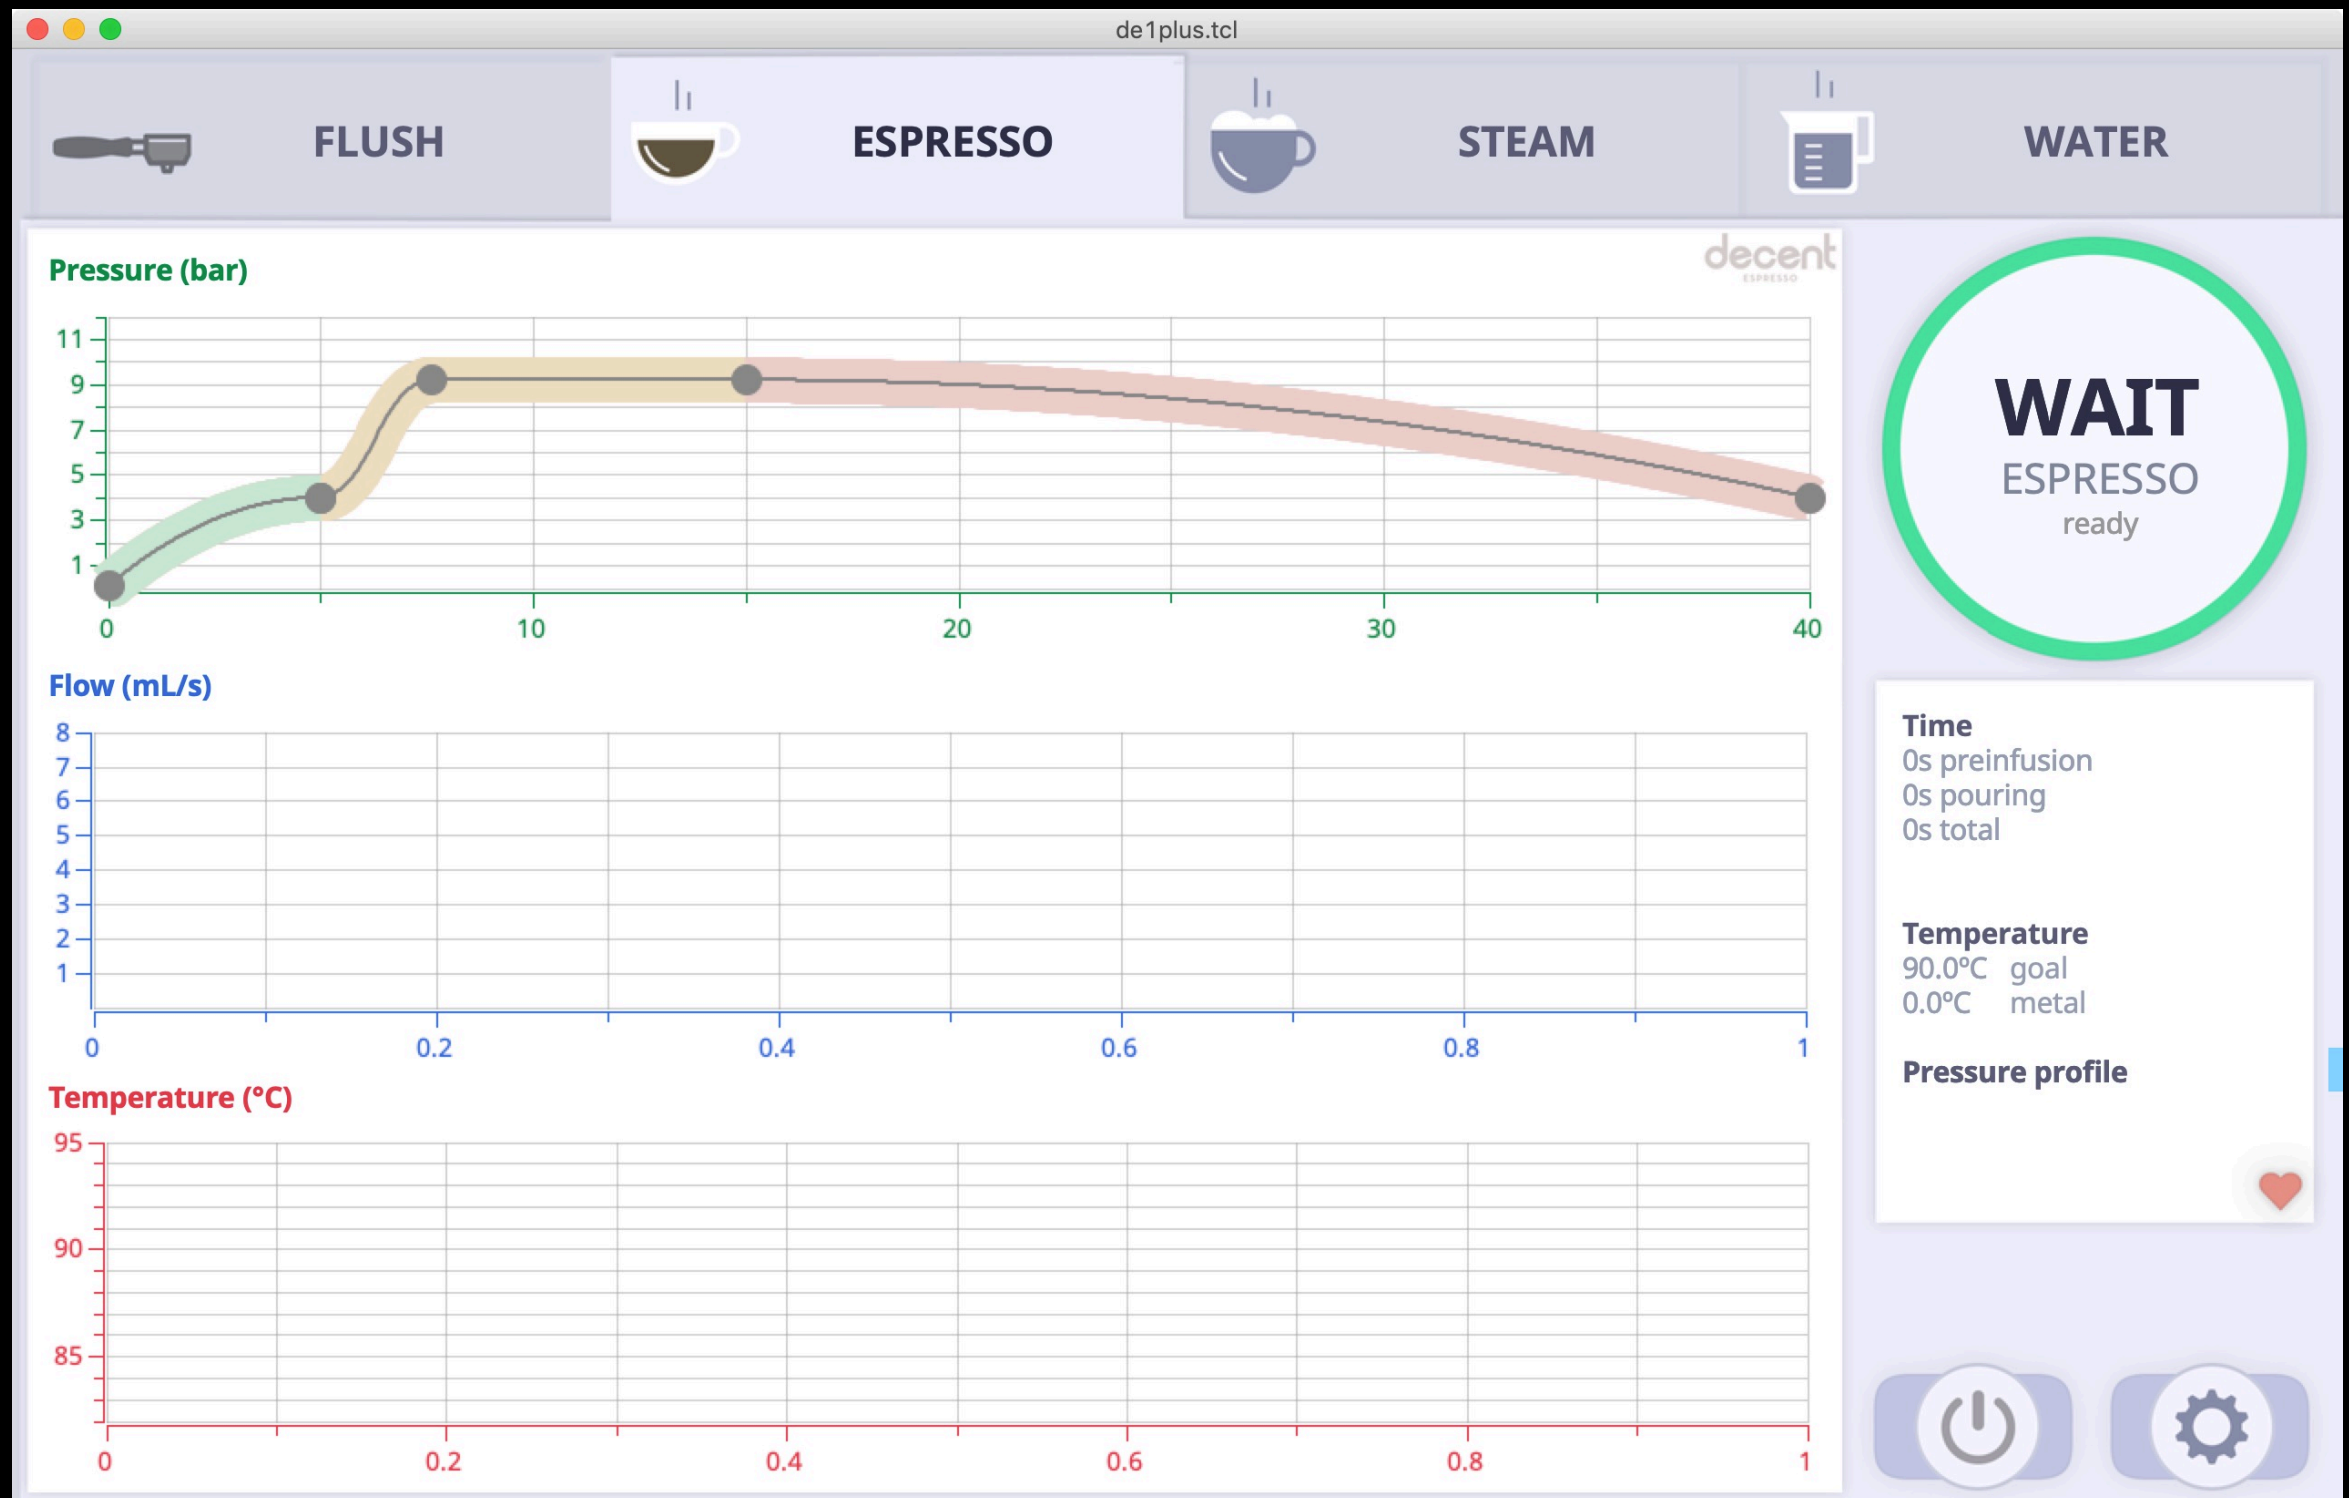 de1plus.tcl
FLUSH
ESPRESSO
STEAM
WATER
Pressure (bar)
decent
ESPRESSO
11
9
7
5
3
1
0 10 20 30 40
Flow (mL/s)
8
7
6
5
4
3
2
1
0 0.2 0.4 0.6 0.8 1
Temperature (°C)
95
90
85
0 0.2 0.4 0.6 0.8 1
WAIT
ESPRESSO
ready
Time
0s preinfusion
0s pouring
0s total
Temperature
90.0ºC goal
0.0ºC metal
Pressure profile